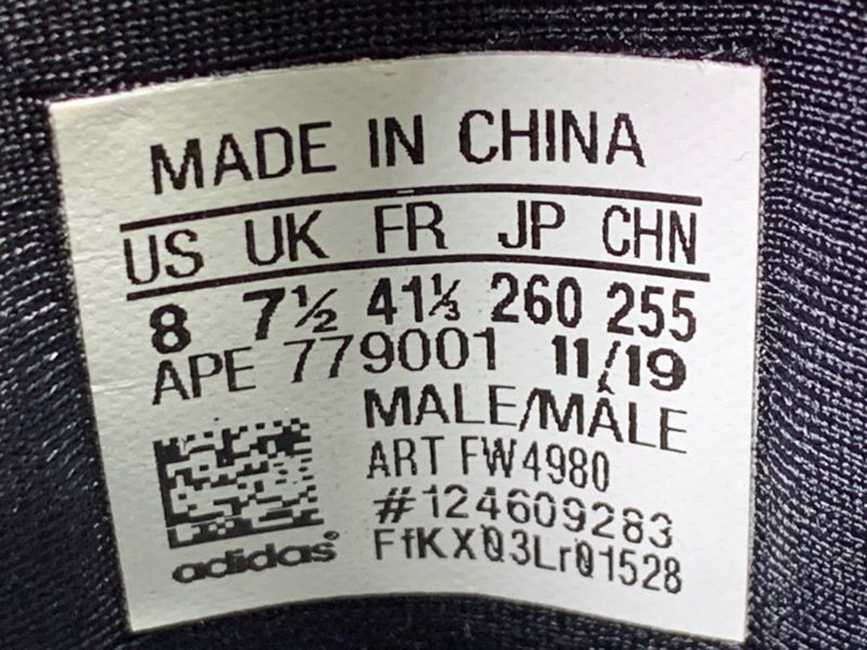 MADE IN CHINA
US UK FR JP CHN
8 7½ 41⅓ 260 255
APE 779001 11/19
MALE/MÂLE
ART FW4980
#124609283
FfKX03Lr01528
adidas®